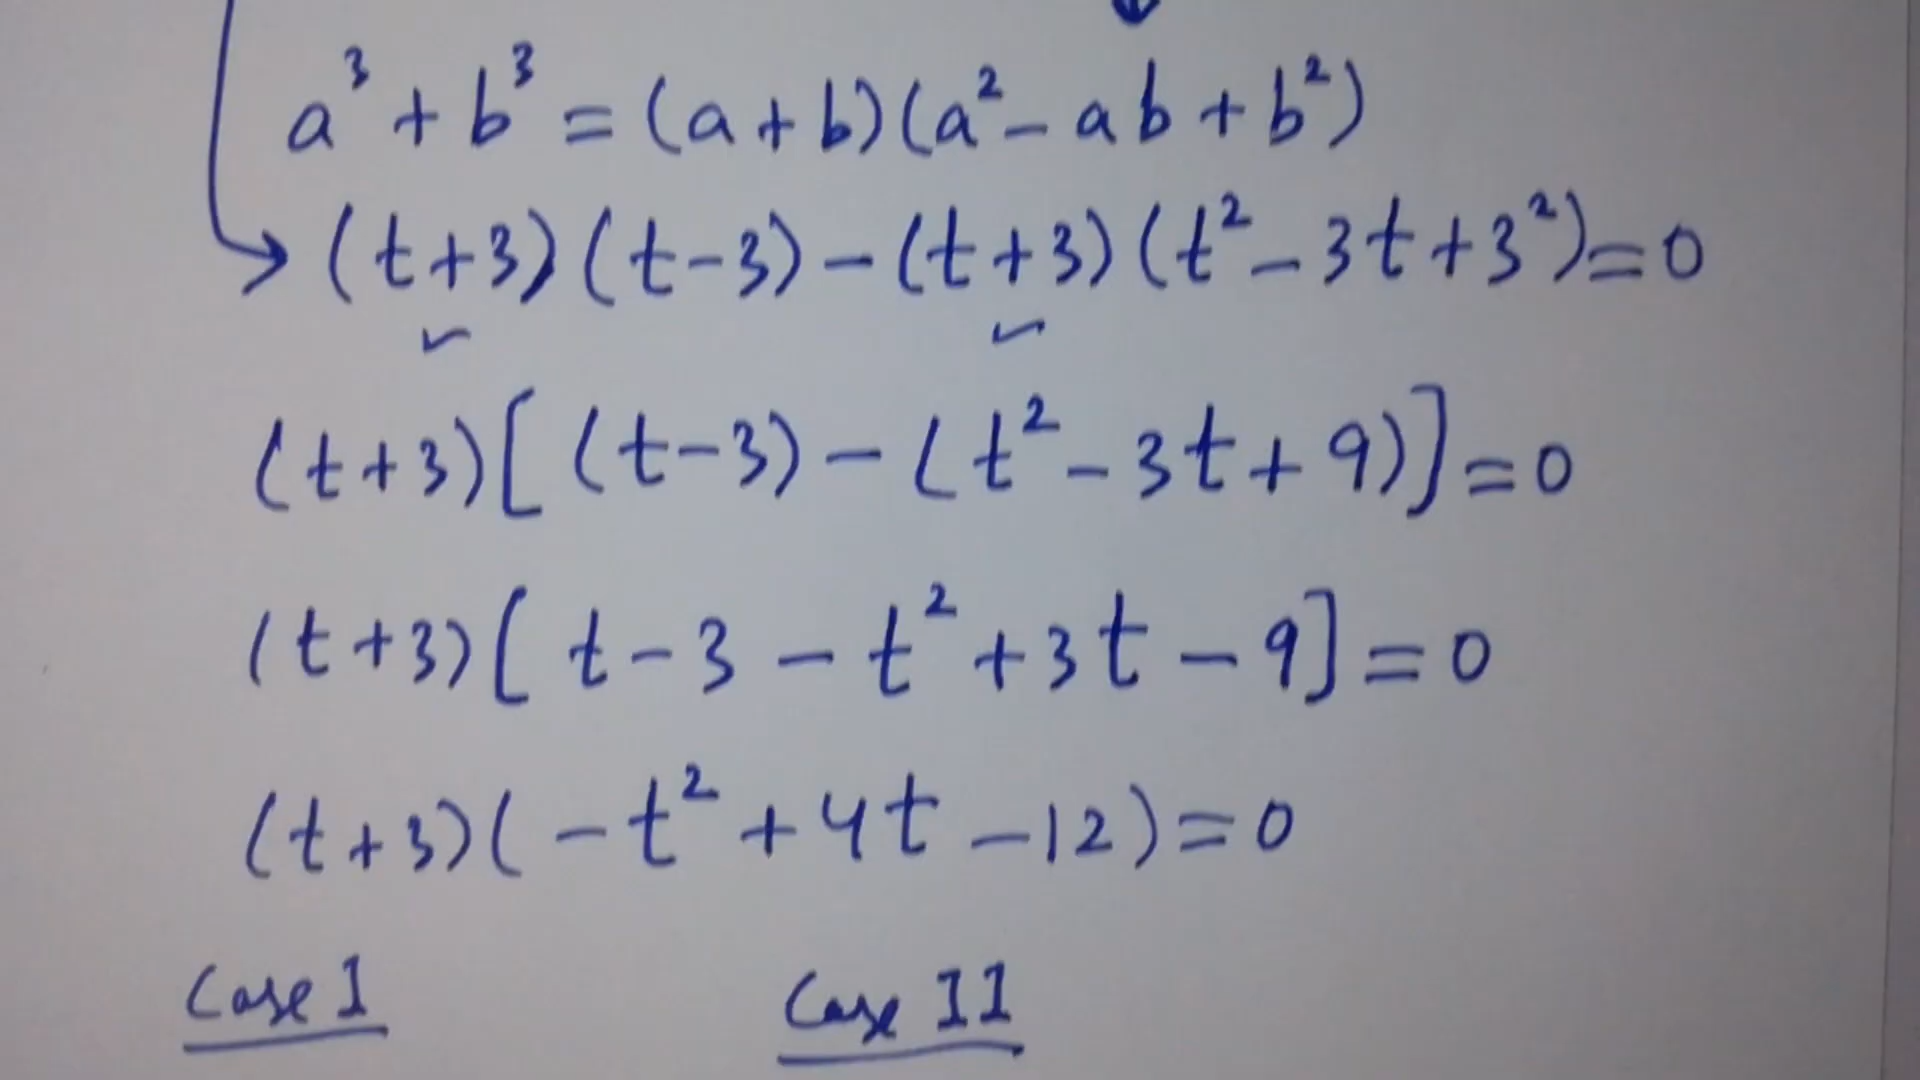 a³ + b³ = (a + b)(a² - ab + b²)
(t + 3)(t - 3) - (t + 3)(t² - 3t + 3²) = 0
(t + 3)[(t - 3) - (t² - 3t + 9)] = 0
(t + 3)[t - 3 - t² + 3t - 9] = 0
(t + 3)(-t² + 4t - 12) = 0
Case I Case II